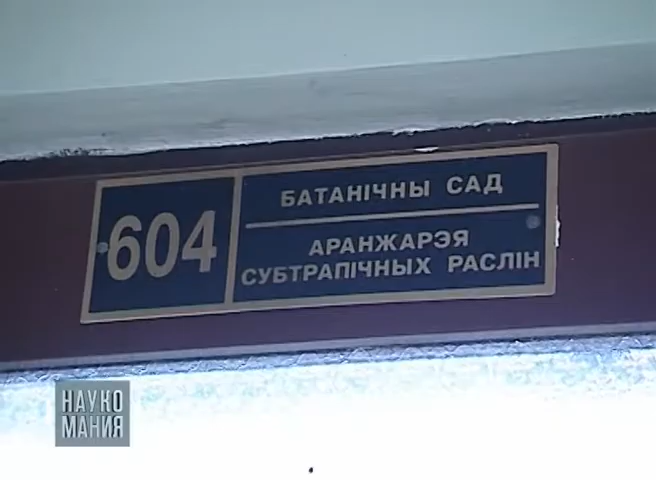 604
БАТАНІЧНЫ САД
АРАНЖАРЭЯ
СУБТРАПІЧНЫХ РАСЛІН
НАУКО
МАНИЯ